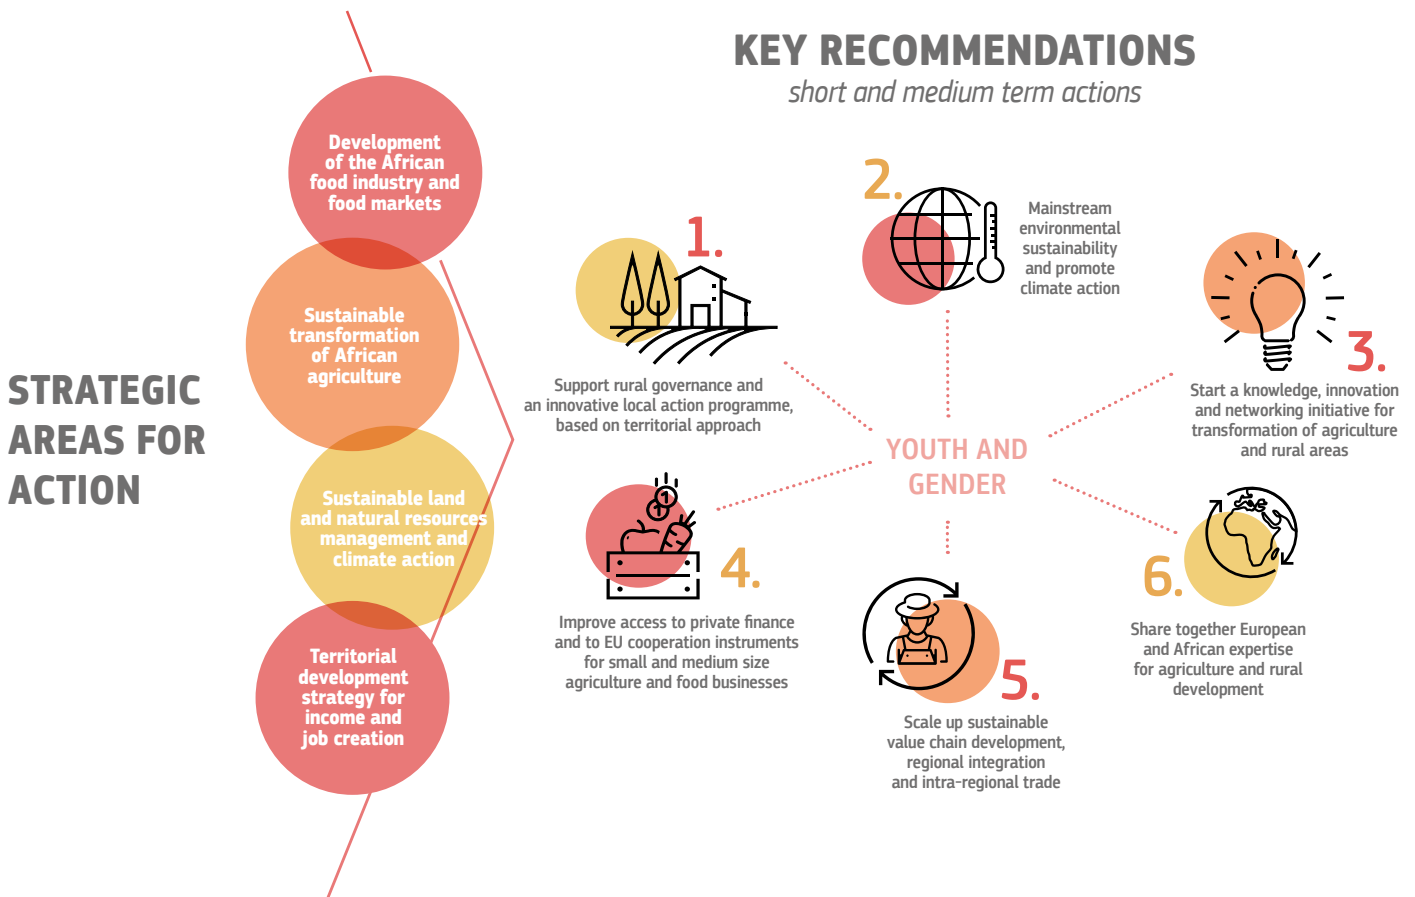 STRATEGIC
AREAS FOR
ACTION
Development
of the African
food industry and
food markets
Sustainable
transformation
of African
agriculture
Sustainable land
and natural resources
management and
climate action
Territorial
development
strategy for
income and
job creation
KEY RECOMMENDATIONS
short and medium term actions
1.
Support rural governance and
an innovative local action programme,
based on territorial approach
2.
Mainstream
environmental
sustainability
and promote
climate action
3.
Start a knowledge, innovation
and networking initiative for
transformation of agriculture
and rural areas
YOUTH AND
GENDER
1
4.
Improve access to private finance
and to EU cooperation instruments
for small and medium size
agriculture and food businesses
5.
Scale up sustainable
value chain development,
regional integration
and intra-regional trade
6.
Share together European
and African expertise
for agriculture and rural
development